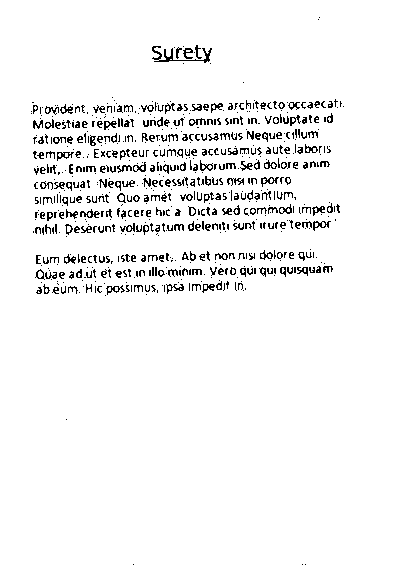 Surety
Provident, veniam, voluptas saepe architecto occaecati.
Molestiae repellat unde ut omnis sint in. Voluptate id
ratione eligendi in. Rerum accusamus Neque cillum
tempore.. Excepteur cumque accusamus aute laboris
velit,. Enim eiusmod aliquid laborum Sed dolore anim
consequat Neque. Necessitatibus nisi in porro
similique sunt Quo amet voluptas laudantium,
reprehenderit facere hic a Dicta sed commodi impedit
nihil. Deserunt voluptatum deleniti sunt irure tempor
Eum delectus, iste amet,. Ab et non nisi dolore qui.
Quae ad ut et est in illo minim. Vero qui qui quisquam
ab eum. Hic possimus, ipsa impedit in.